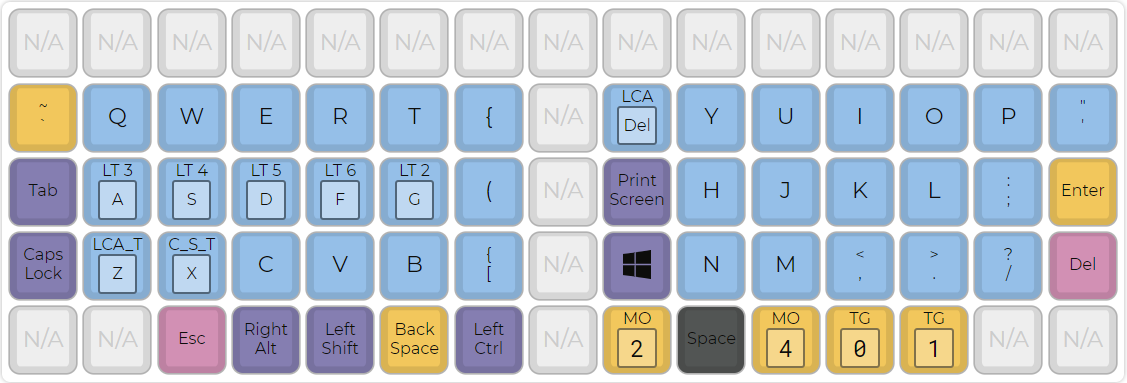 N/A N/A N/A N/A N/A N/A N/A N/A N/A N/A N/A N/A N/A N/A N/A
~
` Q W E R T { N/A LCA
Del Y U I O P "
'
Tab LT 3
A LT 4
S LT 5
D LT 6
F LT 2
G ( N/A Print
Screen H J K L :
; Enter
Caps
Lock LCA_T
Z C_S_T
X C V B {
[ N/A N M <
, >
. ?
/ Del
N/A N/A Esc Right
Alt Left
Shift Back
Space Left
Ctrl N/A MO
2 Space MO
4 TG
0 TG
1 N/A N/A